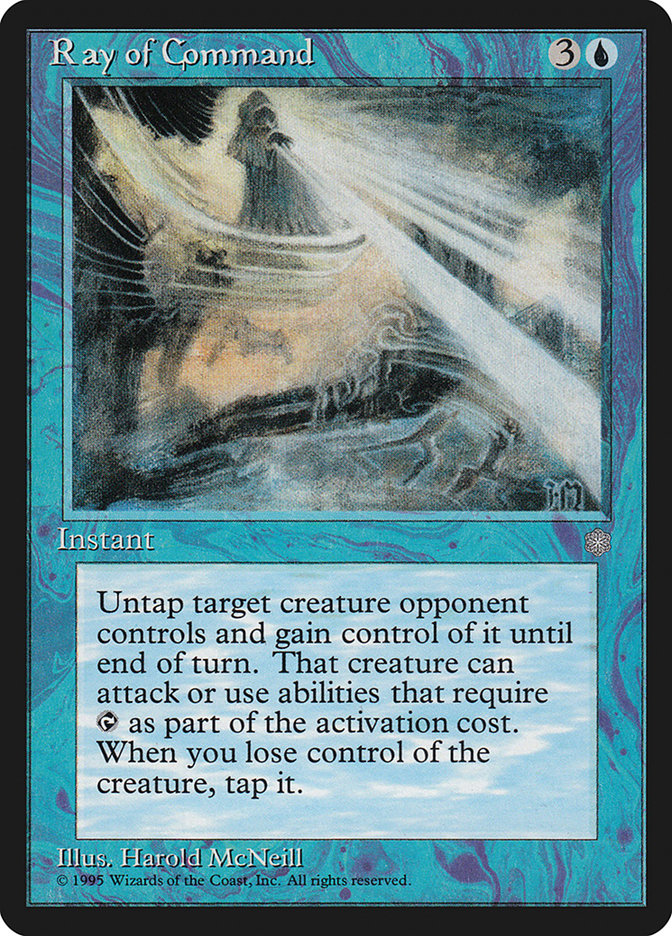 Ray of Command
3
Instant
Untap target creature opponent
controls and gain control of it until
end of turn. That creature can
attack or use abilities that require
as part of the activation cost.
When you lose control of the
creature, tap it.
Illus. Harold McNeill
© 1995 Wizards of the Coast, Inc. All rights reserved.